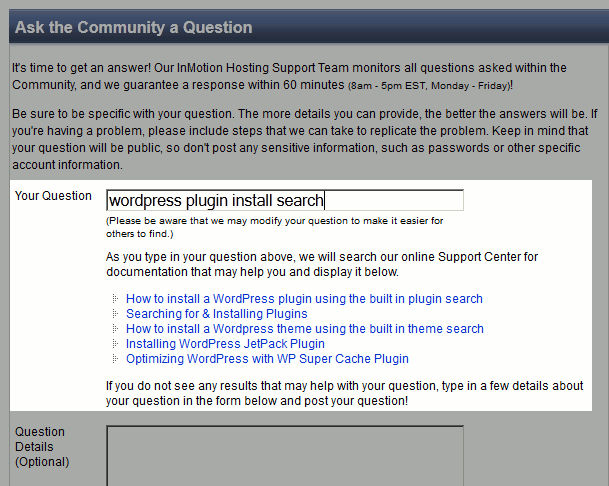 Ask the Community a Question
It's time to get an answer! Our InMotion Hosting Support Team monitors all questions asked within the
Community, and we guarantee a response within 60 minutes (8am - 5pm EST, Monday - Friday)!
Be sure to be specific with your question. The more details you can provide, the better the answers will be. If
you're having a problem, please include steps that we can take to replicate the problem. Keep in mind that
your question will be public, so don't post any sensitive information, such as passwords or other specific
account information.
Your Question
wordpress plugin install search
(Please be aware that we may modify your question to make it easier for
others to find.)
As you type in your question above, we will search our online Support Center for
documentation that may help you and display it below.
How to install a WordPress plugin using the built in plugin search
Searching for & Installing Plugins
How to install a Wordpress theme using the built in theme search
Installing WordPress JetPack Plugin
Optimizing WordPress with WP Super Cache Plugin
If you do not see any results that may help with your question, type in a few details about
your question in the form below and post your question!
Question
Details
(Optional)